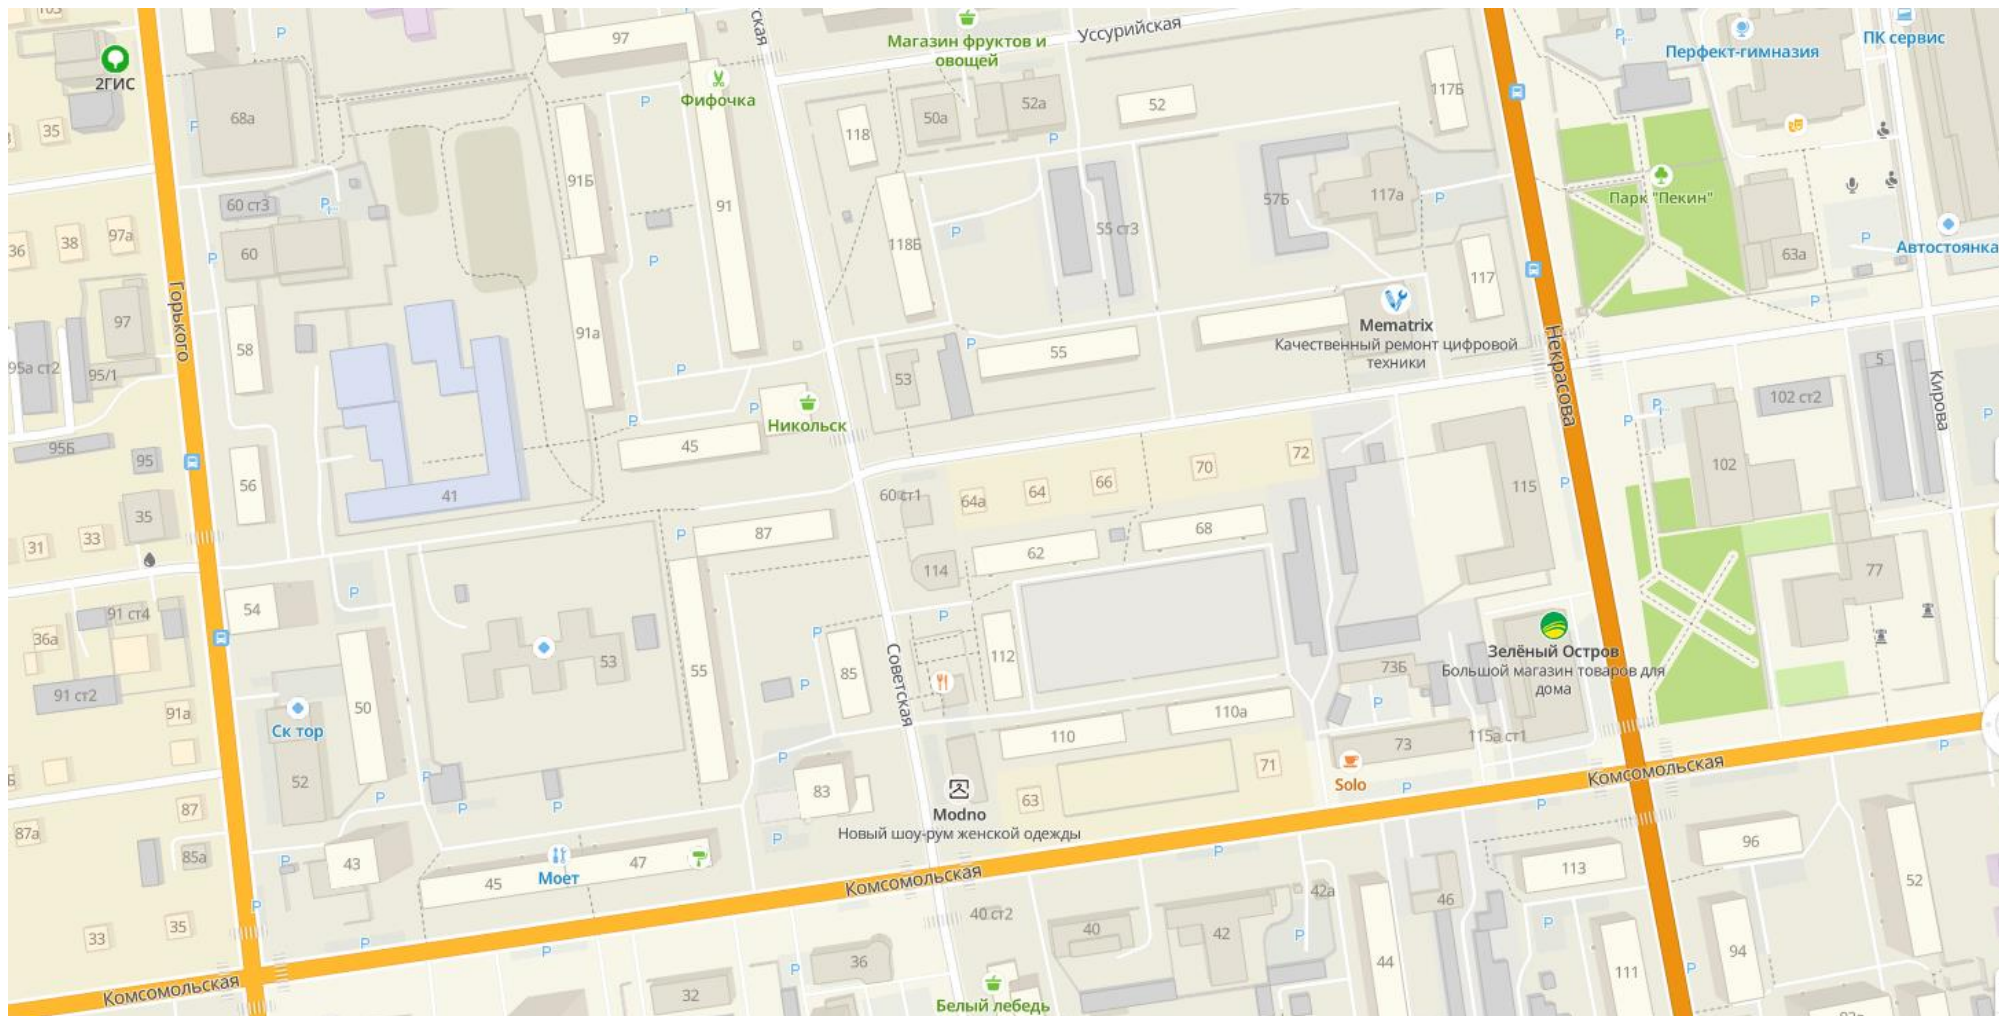 103
97
ская
Уссурийская
Магазин фруктов и
овощей
Перфект-гимназия
ПК сервис
2ГИС
Фифочка
68а
35
118
50а
52а
52
117Б
91Б
91
60 ст3
Парк "Пекин"
57Б
117а
36
38
97а
60
118Б
55 ст3
117
63а
Автостоянка
Горького
97
58
91а
Mematrix
Качественный ремонт цифровой
техники
Некрасова
55
53
95а ст2
95/1
5
Кирова
102 ст2
Никольск
45
95Б
95
56
41
102
115
72
70
66
64
64а
60 ст1
35
33
31
87
68
62
114
77
54
91 ст4
36а
53
55
85
112
Советская
Зелёный Остров
Большой магазин товаров для
дома
73Б
91 ст2
91а
50
Ск тор
110а
110
73
115а ст1
52
83
71
63
Solo
Комсомольская
Modno
Новый шоу-рум женской одежды
87
87а
85а
43
45
47
Моет
Комсомольская
113
96
52
42а
46
33
35
40 ст2
40
42
44
36
32
94
111
Комсомольская
Белый лебедь